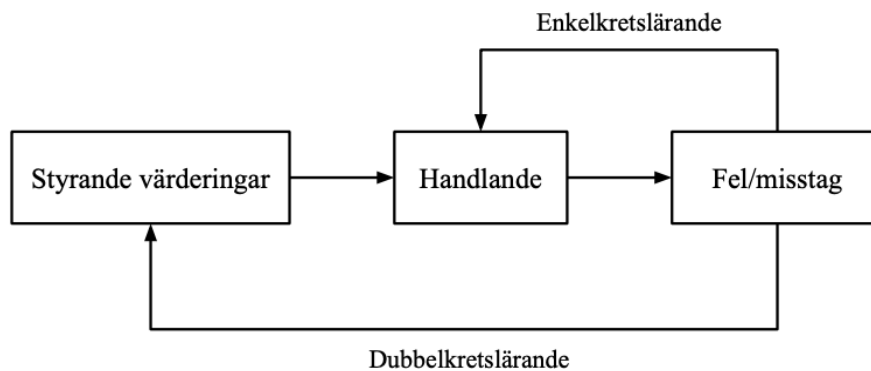 Enkelkretslärande
Styrande värderingar
Handlande
Fel/misstag
Dubbelkretslärande